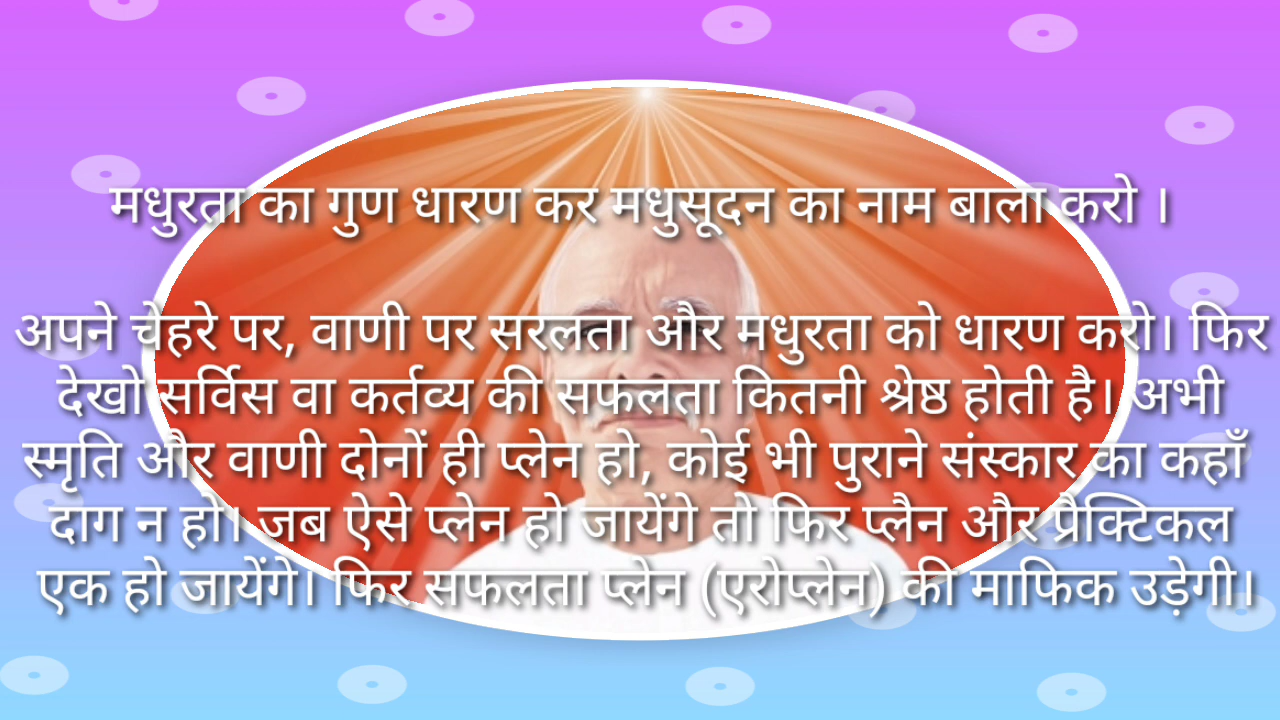 मधुरता का गुण धारण कर मधुसूदन का नाम बाला करो ।
अपने चेहरे पर, वाणी पर सरलता और मधुरता को धारण करो। फिर
देखो सर्विस वा कर्तव्य की सफलता कितनी श्रेष्ठ होती है। अभी
स्मृति और वाणी दोनों ही प्लेन हो, कोई भी पुराने संस्कार का कहाँ
दाग न हो। जब ऐसे प्लेन हो जायेंगे तो फिर प्लैन और प्रैक्टिकल
एक हो जायेंगे। फिर सफलता प्लेन (एरोप्लेन) की माफिक उड़ेगी।